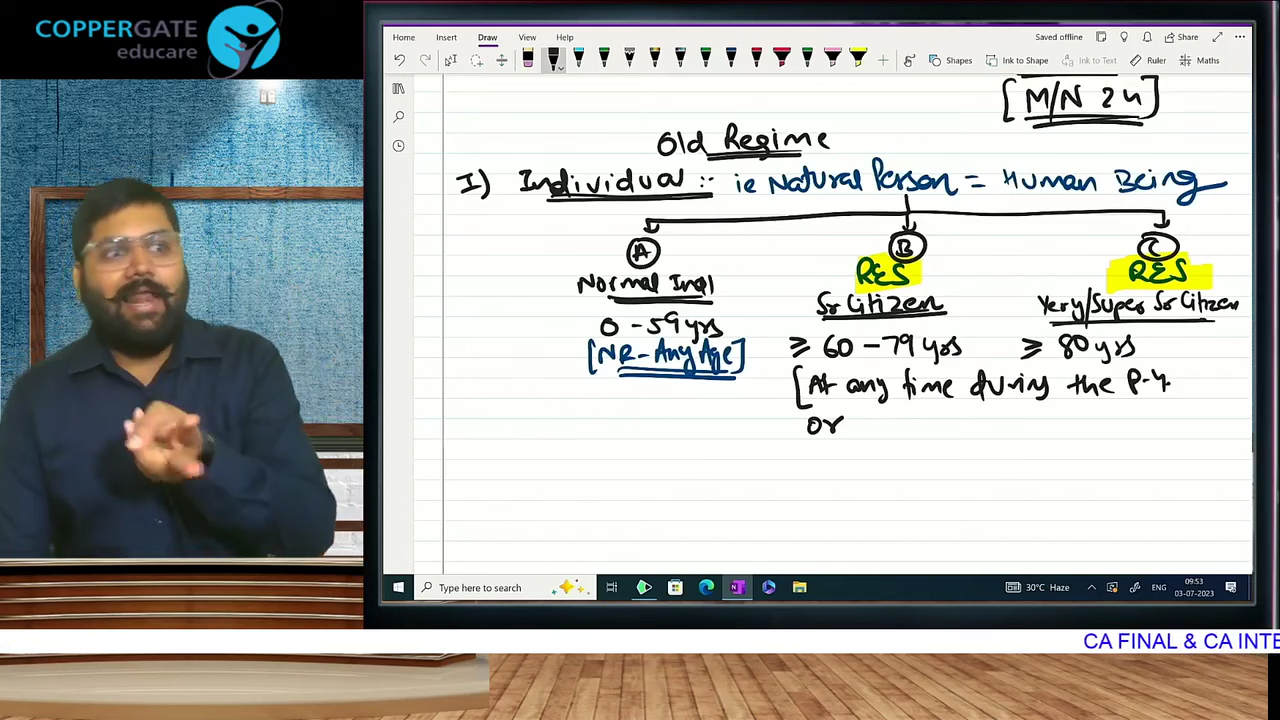 COPPERGATE
educare
Home Insert Draw View Help
Saved offline
Share
Shapes
Ink to Shape
Ink to Text
Ruler
Maths
[M/N 24]
Old Regime
I) Individual :- ie Natural Person = Human Being
A
B
C
Normal Indl
RES
RES
Sr Citizen
Very/Super Sr Citizen
0 - 59 yrs
[NR - Any Age]
≥ 60 - 79 yrs
≥ 80 yrs
[At any time during the P.Y.
or
Type here to search
30°C Haze
ENG
09:53
03-07-2023
CA FINAL & CA INTE